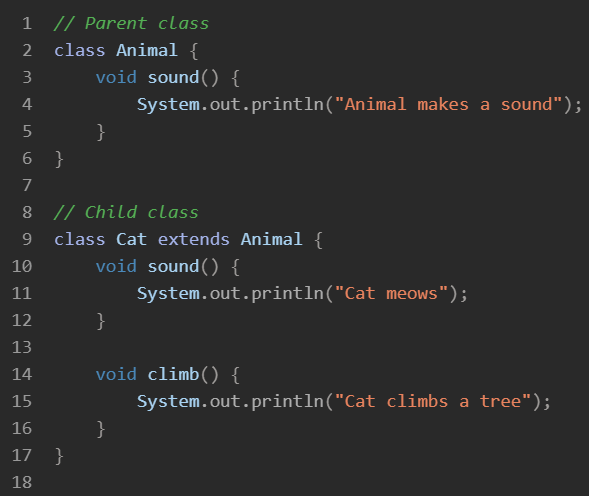 1 // Parent class
2 class Animal {
3     void sound() {
4         System.out.println("Animal makes a sound");
5     }
6 }
7
8 // Child class
9 class Cat extends Animal {
10     void sound() {
11         System.out.println("Cat meows");
12     }
13
14     void climb() {
15         System.out.println("Cat climbs a tree");
16     }
17 }
18